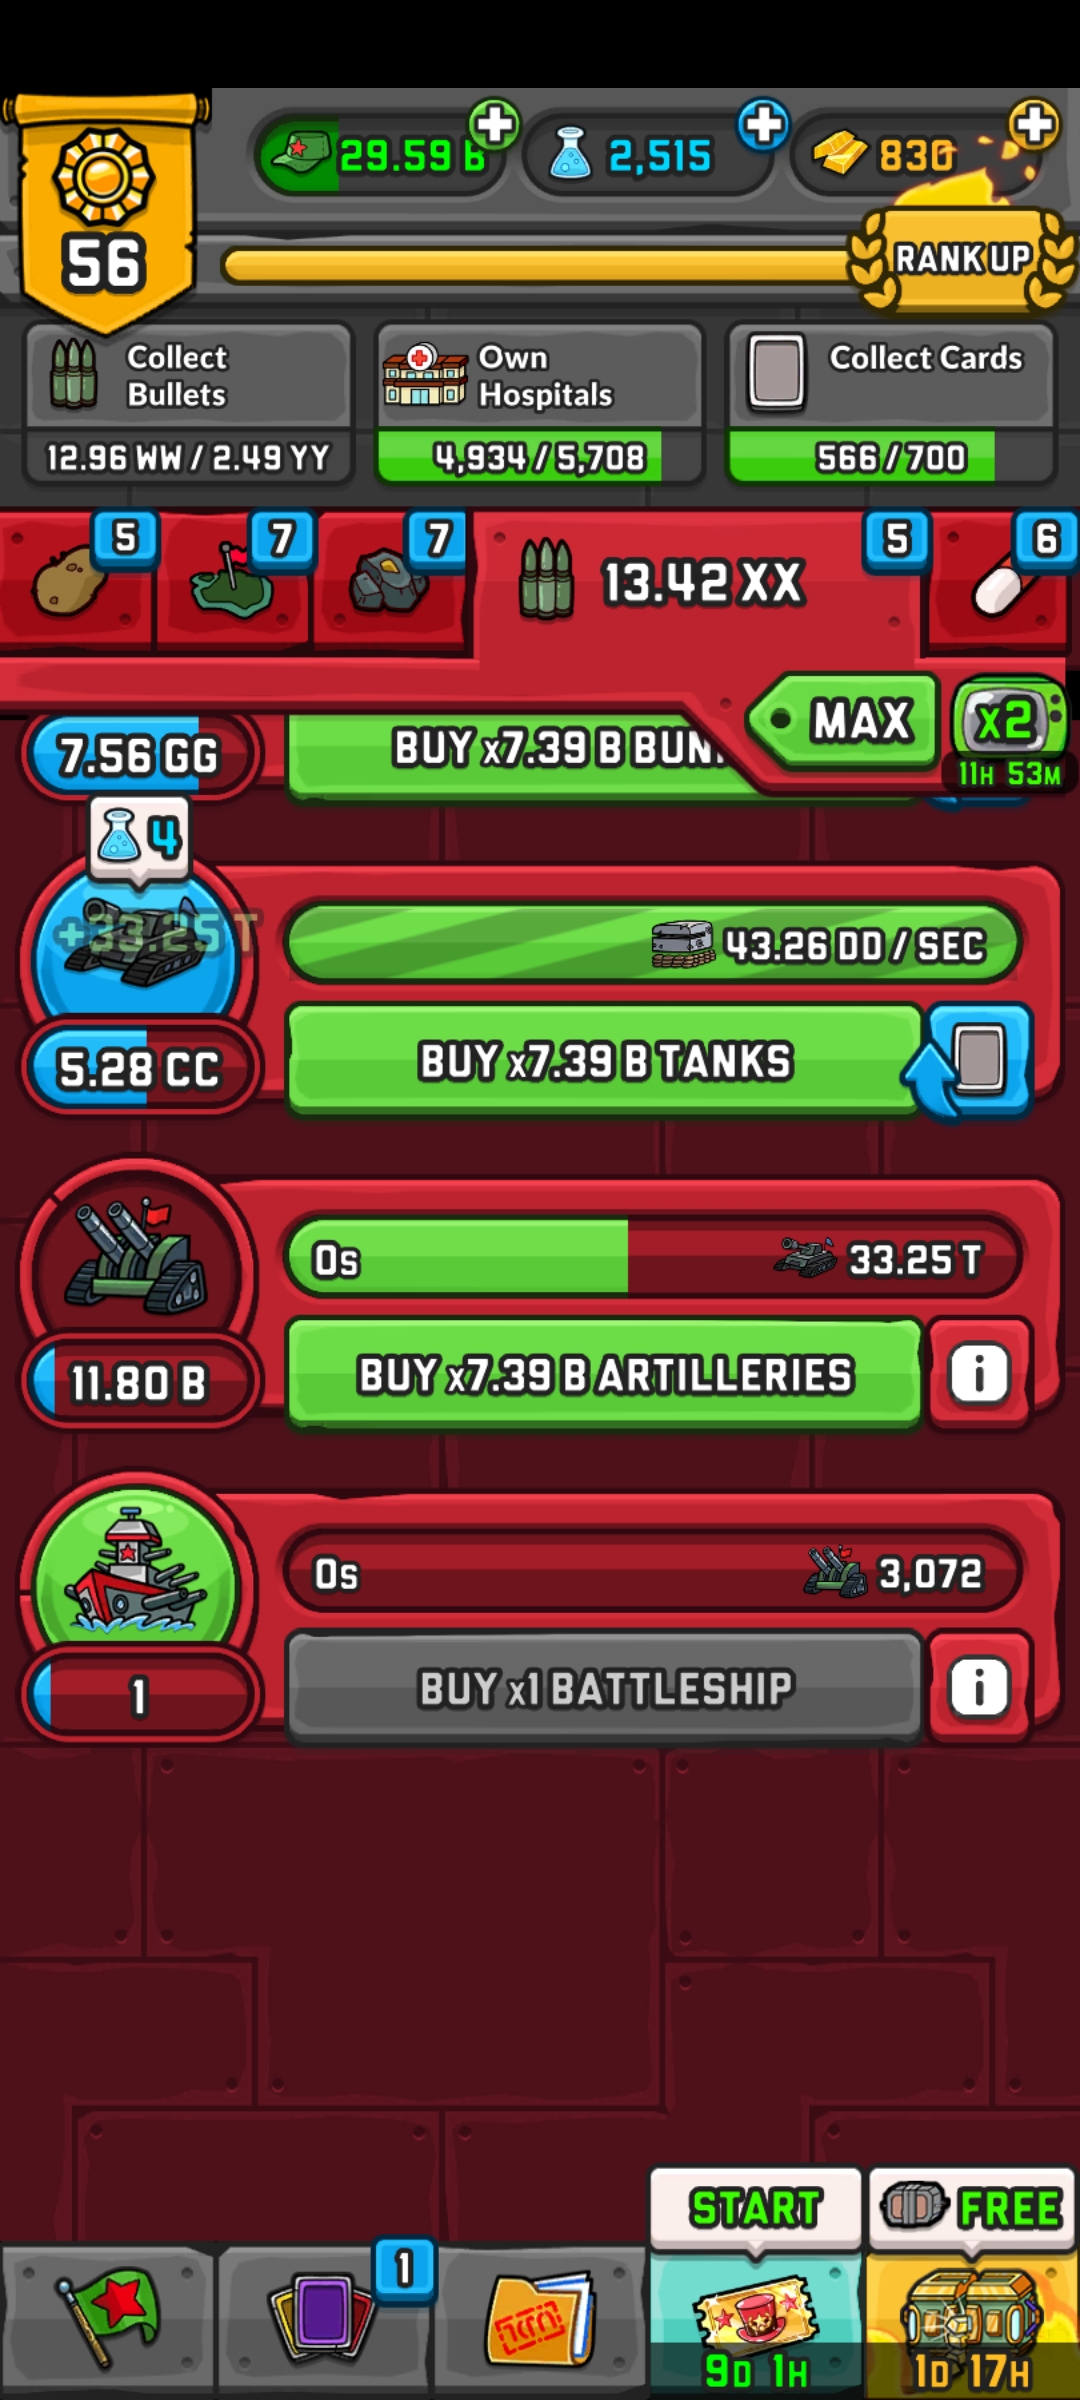 29.59 B
2,515
830
56
RANK UP
Collect
Bullets
12.96 WW / 2.49 YY
Own
Hospitals
4,934 / 5,708
Collect Cards
566 / 700
5
7
7
13.42 XX
5
6
MAX
x2
11H 53M
7.56 GG
BUY x7.39 B
4
+33.25 T
43.26 DD / SEC
5.28 CC
BUY x7.39 B TANKS
0s
33.25 T
11.80 B
BUY x7.39 B ARTILLERIES
i
0s
3,072
1
BUY x1 BATTLESHIP
i
START
FREE
1
9D 1H
1D 17H